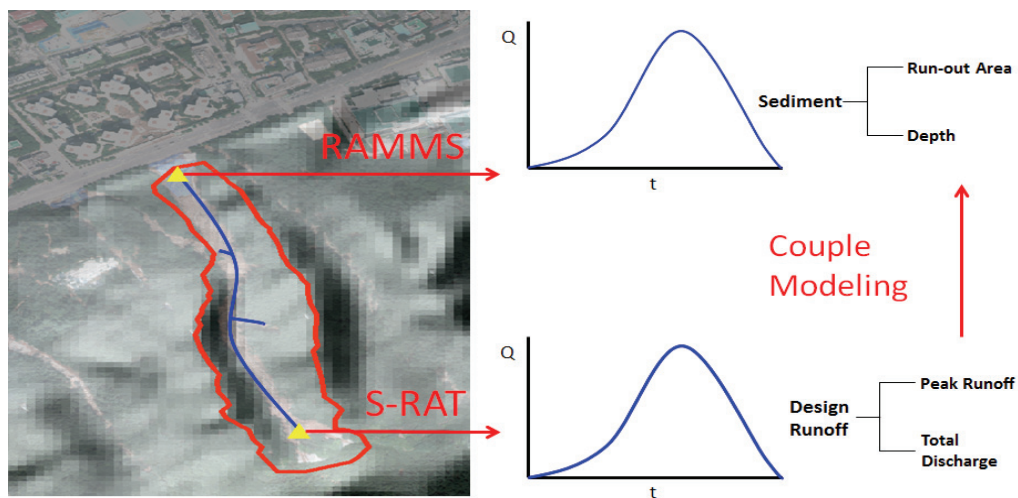 Q
Run-out Area
Sediment
Depth
RAMMS
t
Couple
Modeling
Q
Peak Runoff
S-RAT
Design
Runoff
Total
Discharge
t